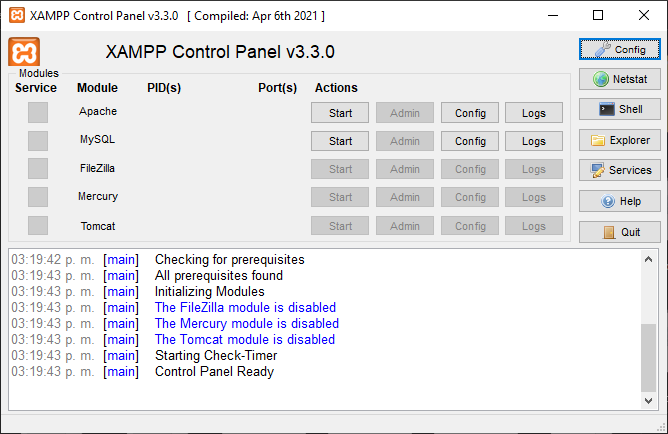 XAMPP Control Panel v3.3.0 [ Compiled: Apr 6th 2021 ]
XAMPP Control Panel v3.3.0
Config
Modules
Service Module PID(s) Port(s) Actions
Netstat
Apache Start Admin Config Logs
Shell
MySQL Start Admin Config Logs
Explorer
FileZilla Start Admin Config Logs
Services
Mercury Start Admin Config Logs
Help
Tomcat Start Admin Config Logs
Quit
03:19:42 p. m. [main] Checking for prerequisites
03:19:43 p. m. [main] All prerequisites found
03:19:43 p. m. [main] Initializing Modules
03:19:43 p. m. [main] The FileZilla module is disabled
03:19:43 p. m. [main] The Mercury module is disabled
03:19:43 p. m. [main] The Tomcat module is disabled
03:19:43 p. m. [main] Starting Check-Timer
03:19:43 p. m. [main] Control Panel Ready